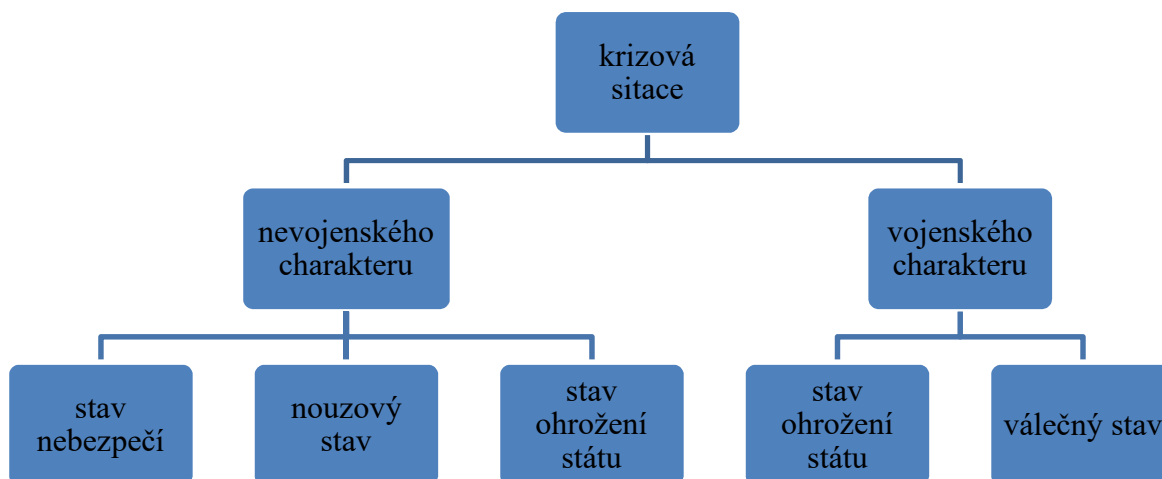 krizová
sitace
nevojenského
charakteru
vojenského
charakteru
stav
nebezpečí
nouzový
stav
stav
ohrožení
státu
stav
ohrožení
státu
válečný stav